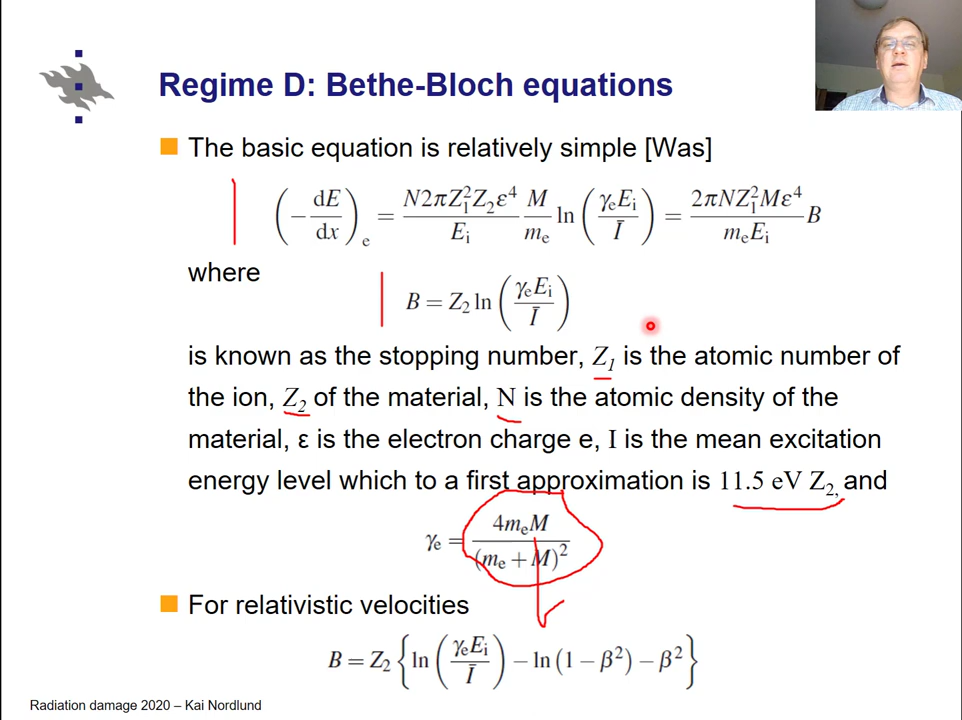 Regime D: Bethe-Bloch equations
The basic equation is relatively simple [Was]
(-dE/dx)_e = N2πZ_1^2Z_2ε^4/E_i M/m_e ln(γ_eE_i/Ī) = 2πNZ_1^2Mε^4/m_eE_i B
where
B = Z_2 ln(γ_eE_i/Ī)
is known as the stopping number, Z_1 is the atomic number of
the ion, Z_2 of the material, N is the atomic density of the
material, ε is the electron charge e, I is the mean excitation
energy level which to a first approximation is 11.5 eV Z_2, and
γ_e = 4m_eM/(m_e + M)^2
For relativistic velocities
B = Z_2 {ln(γ_eE_i/Ī) - ln(1 - β^2) - β^2}
Radiation damage 2020 – Kai Nordlund